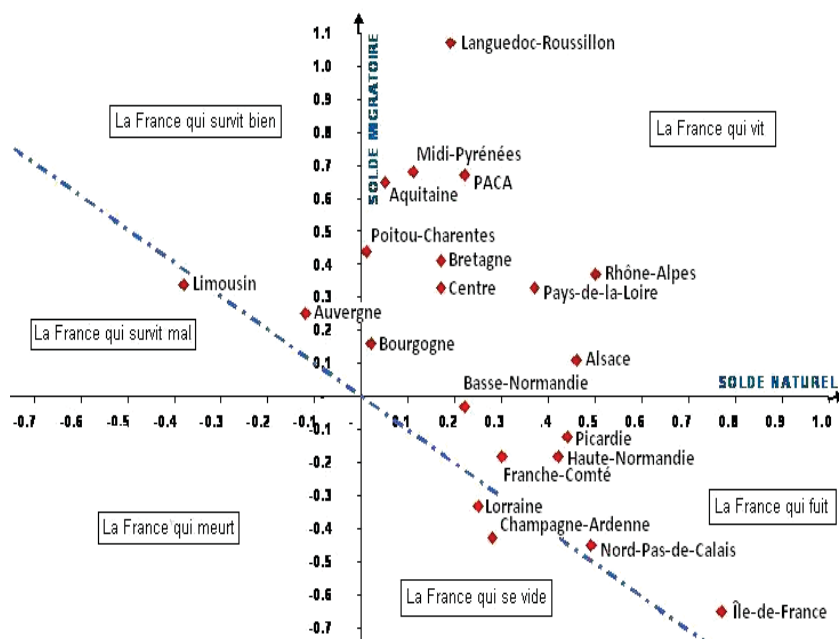 1.1
1.0
0.9
0.8
0.7
0.6
0.5
0.4
0.3
0.2
0.1
SOLDE MIGRATOIRE
Languedoc-Roussillon
La France qui survit bien
La France qui vit
Midi-Pyrénées
PACA
Aquitaine
Poitou-Charentes
Bretagne
Rhône-Alpes
Limousin
Centre
Pays-de-la-Loire
Auvergne
La France qui survit mal
Bourgogne
Alsace
Basse-Normandie
SOLDE NATUREL
-0.7 -0.6 -0.5 -0.4 -0.3 -0.2 -0.1 0.1 0.2 0.3 0.4 0.5 0.6 0.7 0.8 0.9 1.0
-0.1
-0.2
-0.3
-0.4
-0.5
-0.6
-0.7
Picardie
Haute-Normandie
Franche-Comté
Lorraine
La France qui fuit
La France qui meurt
Champagne-Ardenne
Nord-Pas-de-Calais
La France qui se vide
Île-de-France